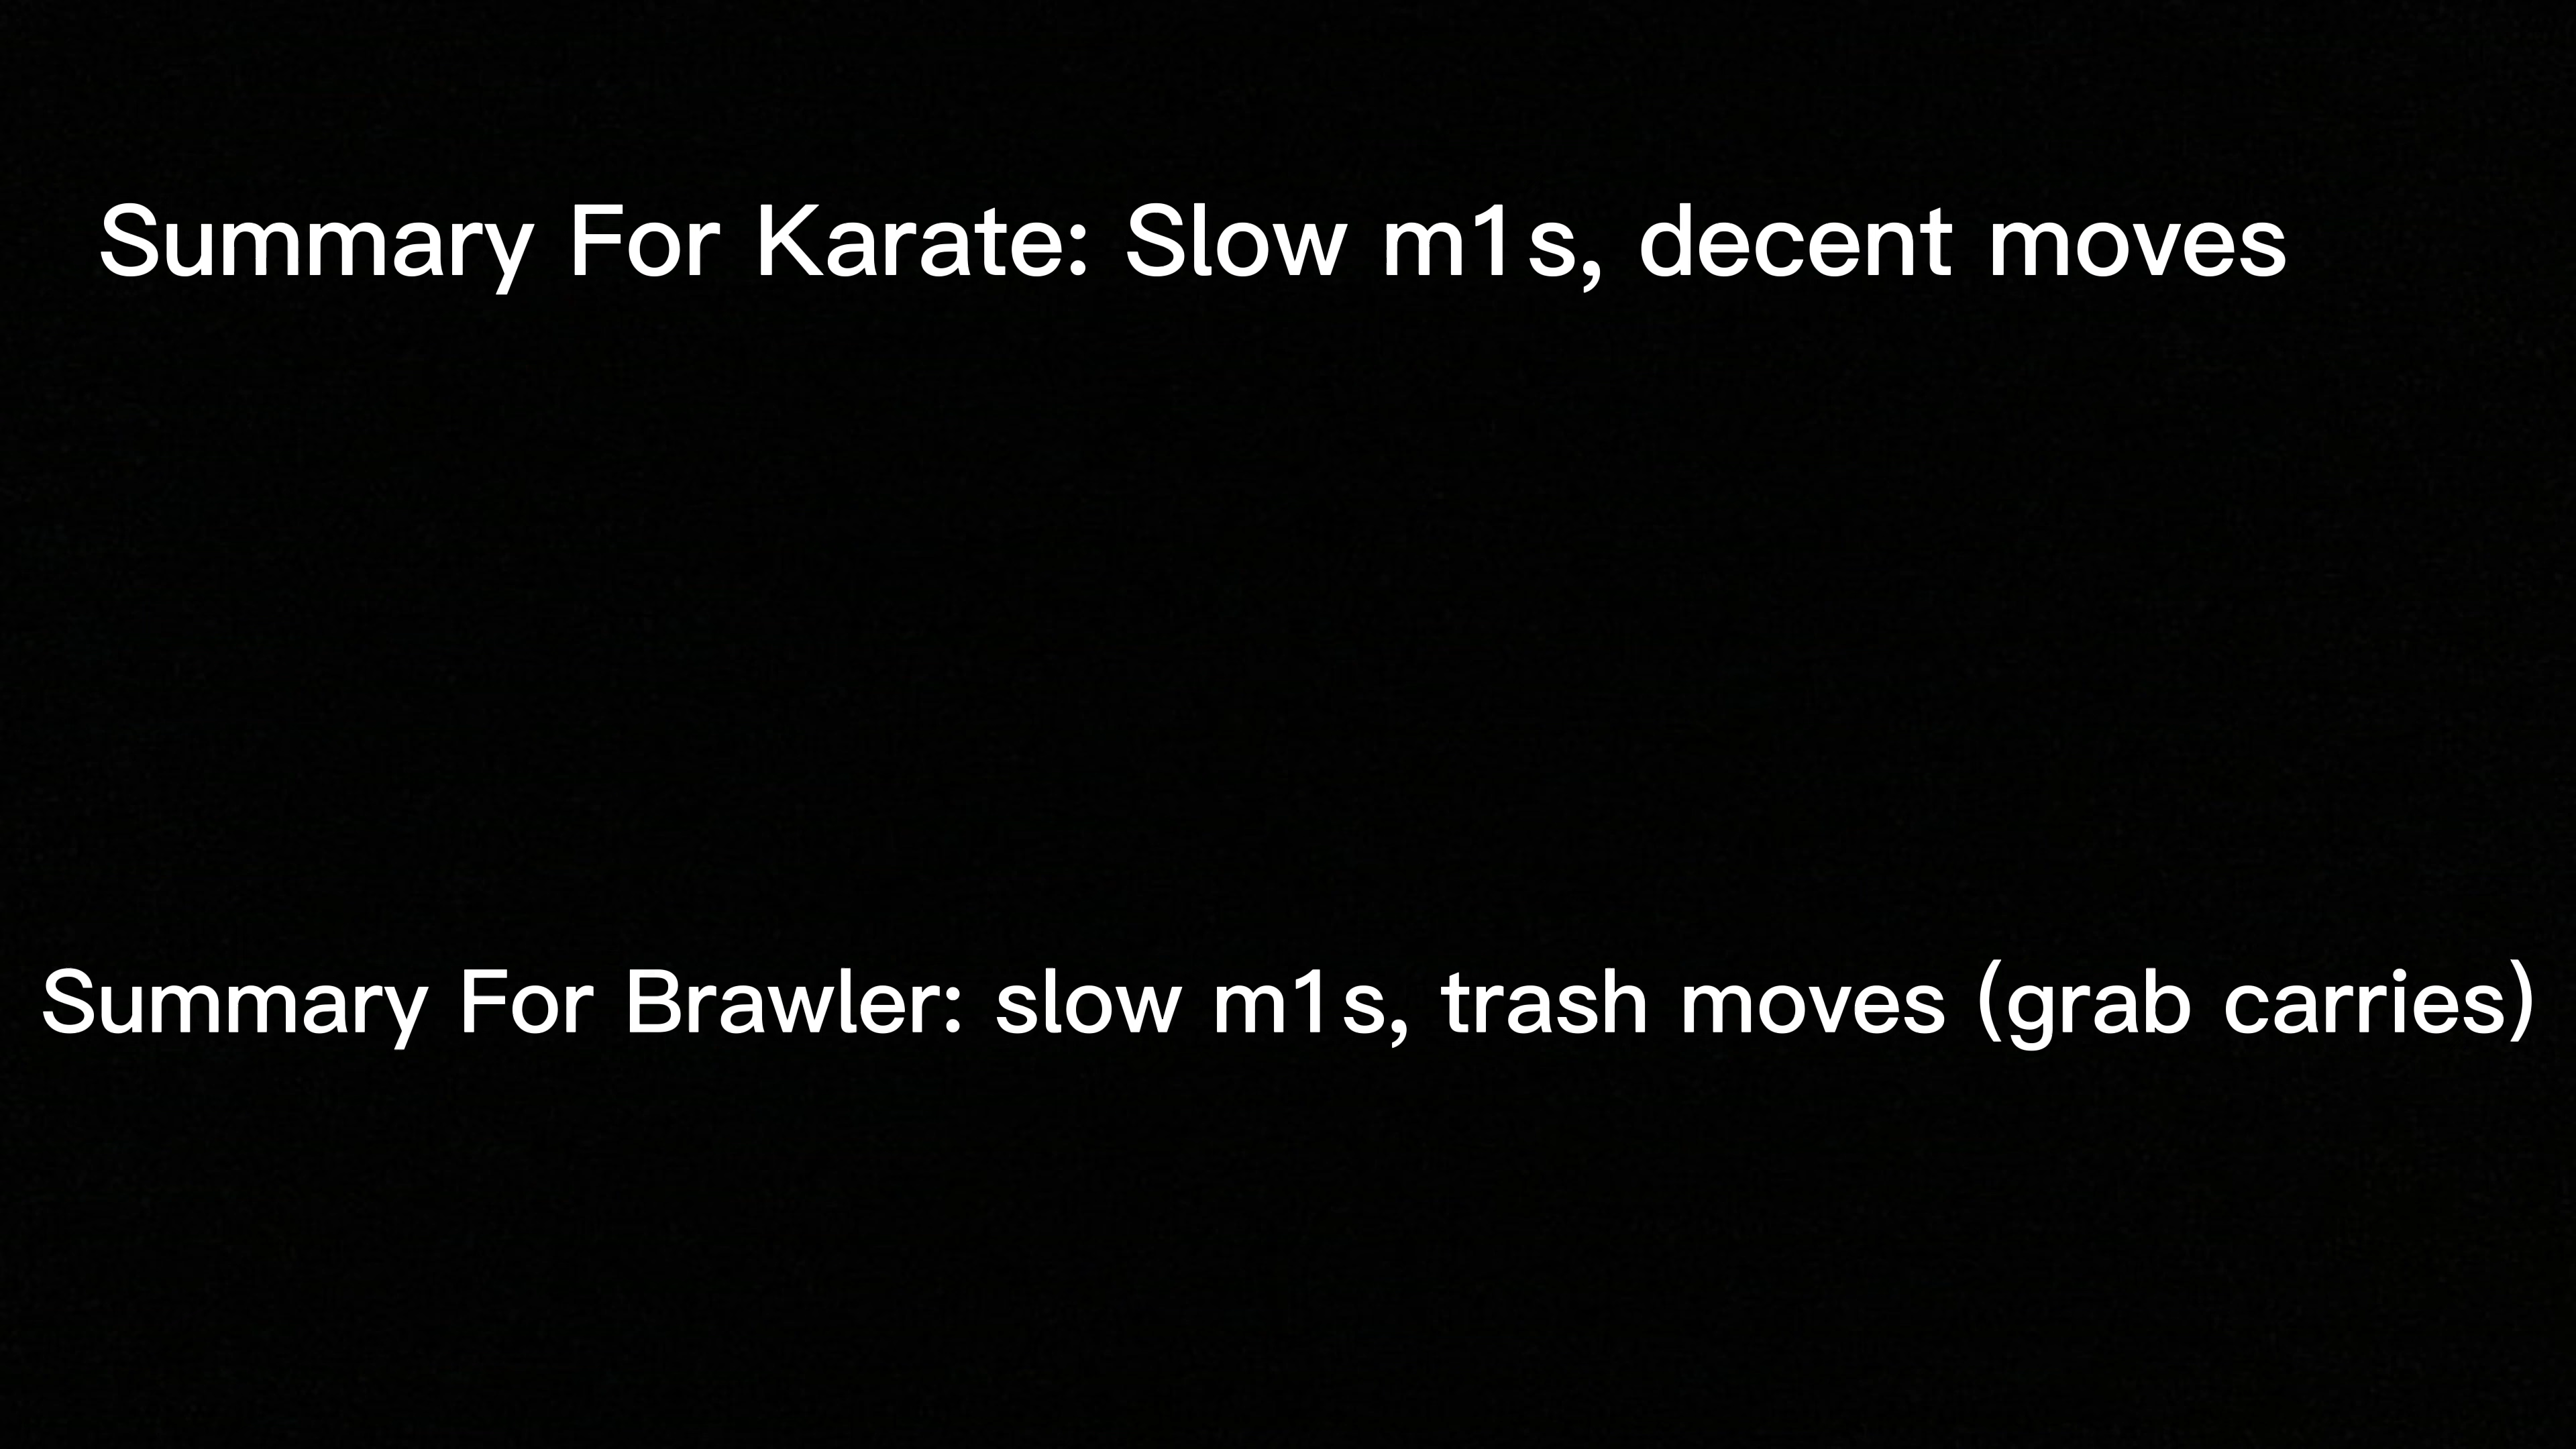 Summary For Karate: Slow m1s, decent moves
Summary For Brawler: slow m1s, trash moves (grab carries)